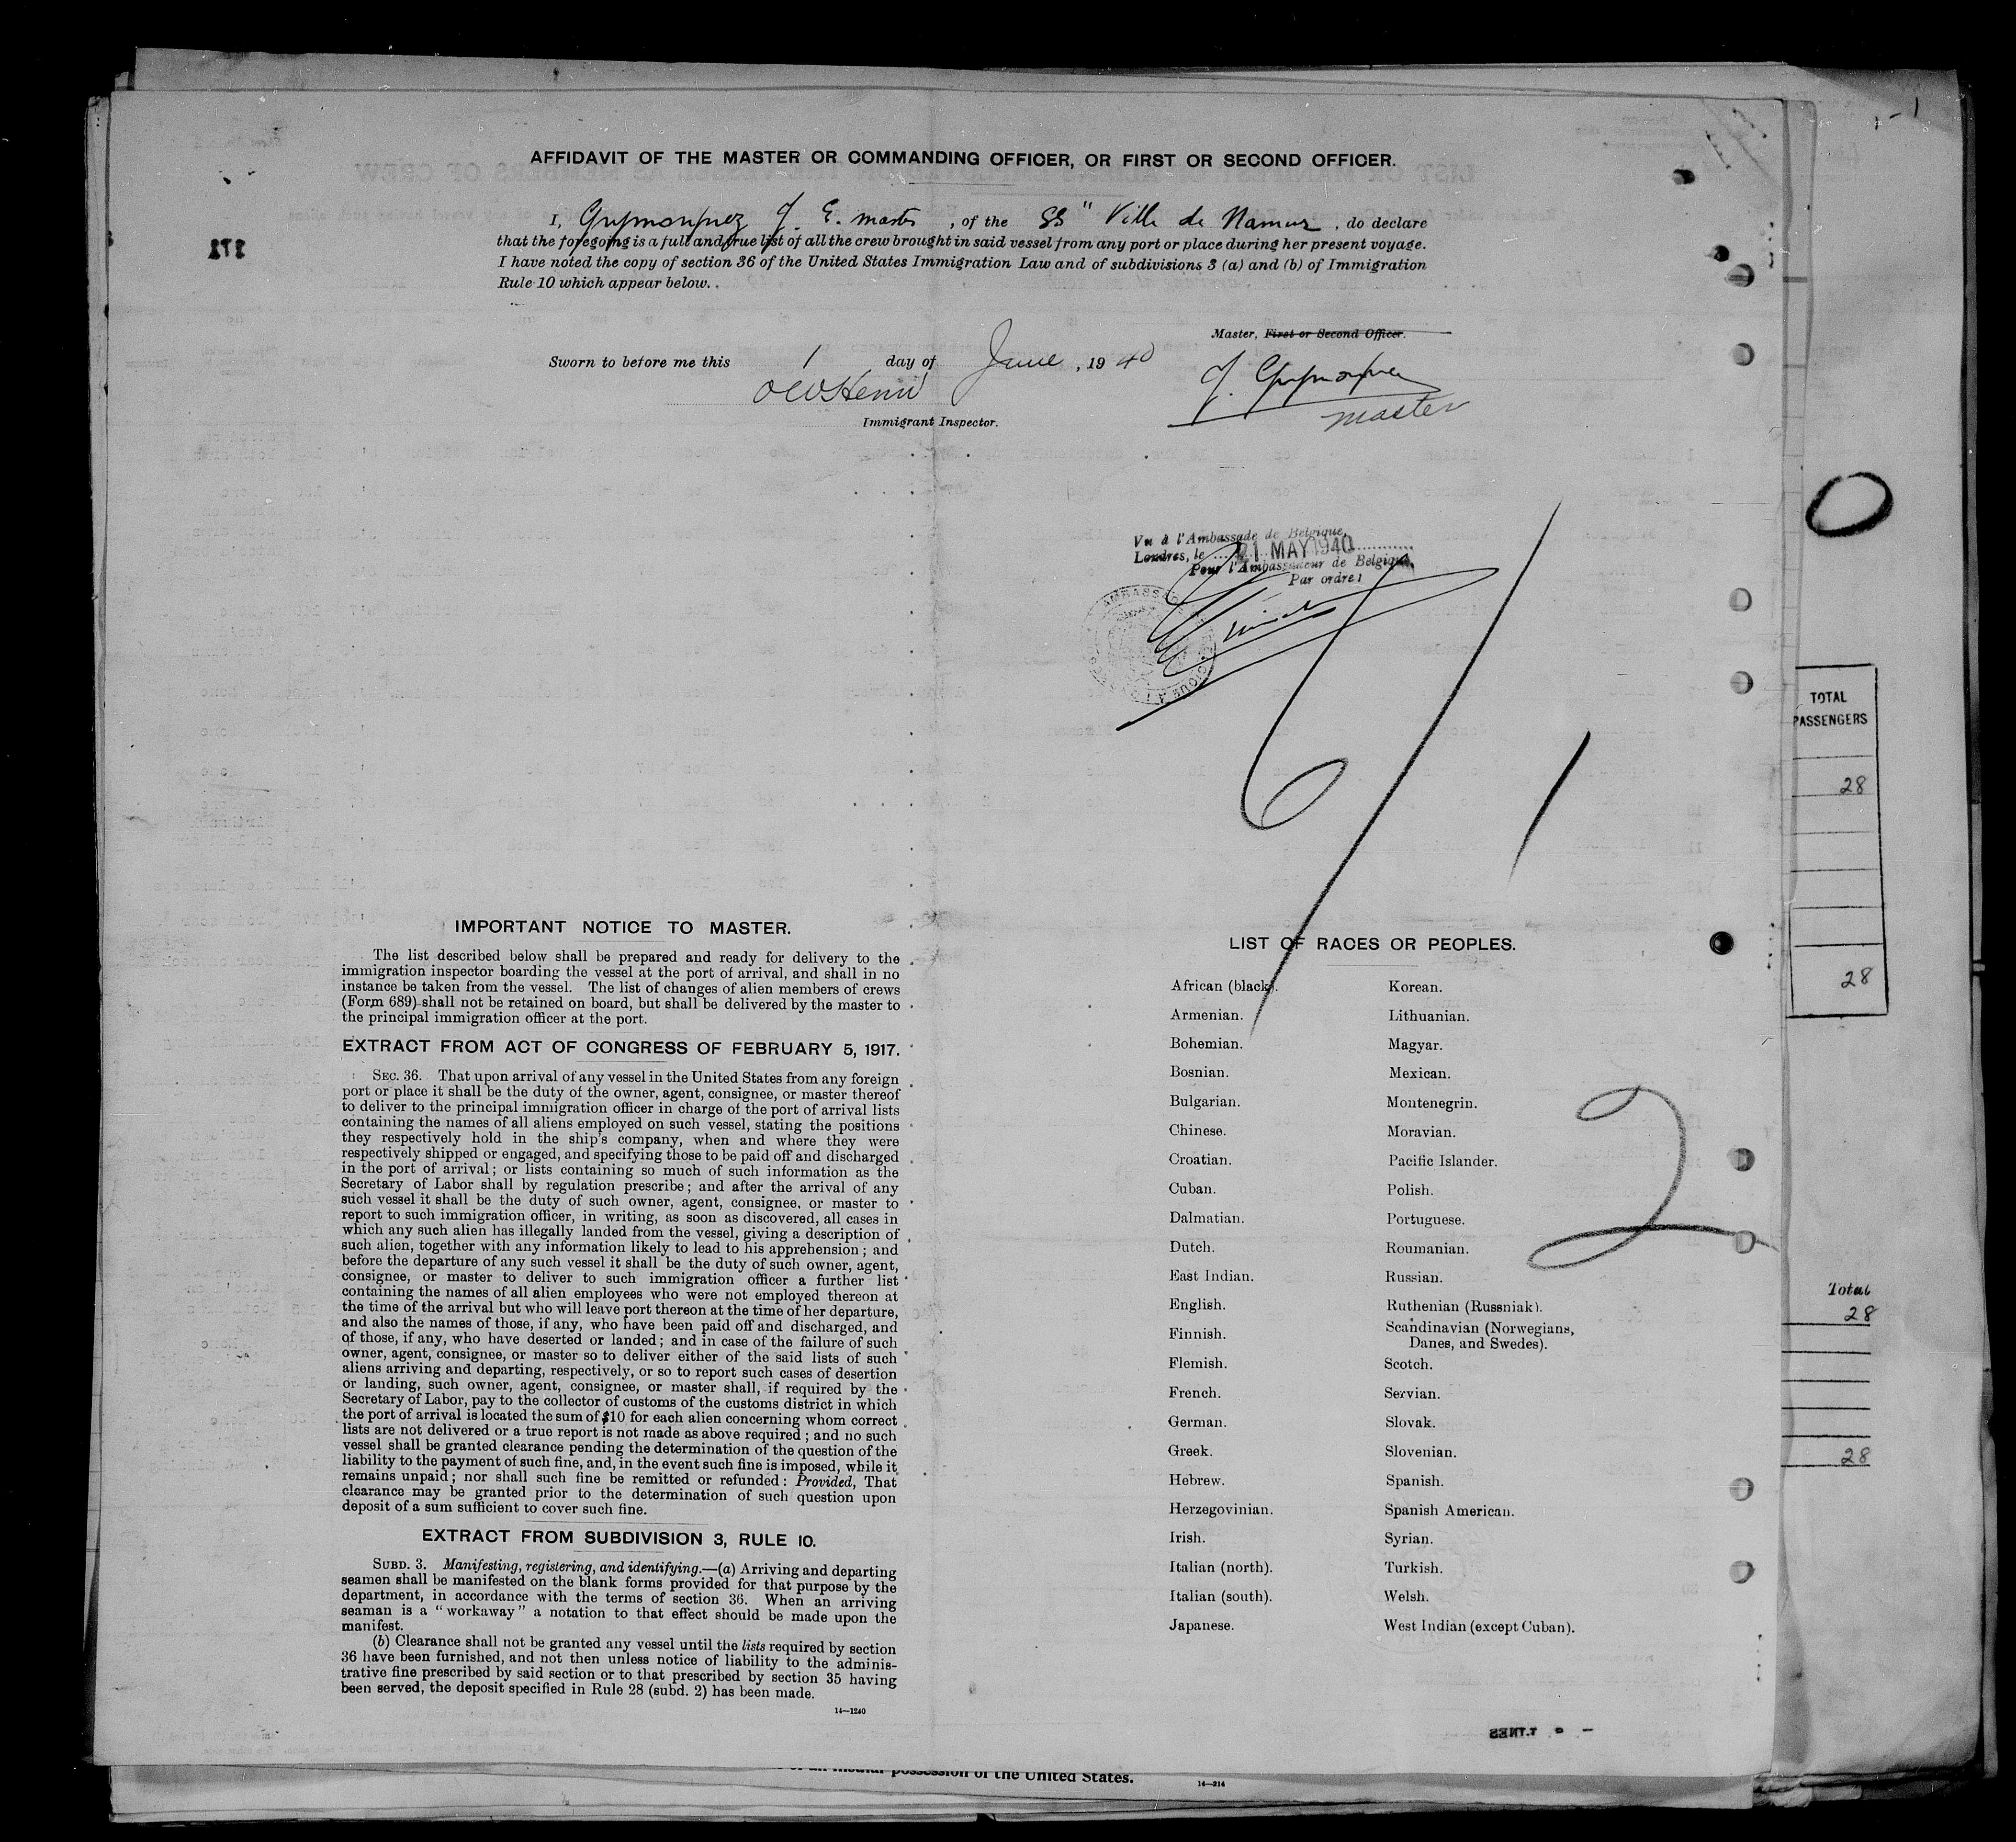 AFFIDAVIT OF THE MASTER OR COMMANDING OFFICER, OR FIRST OR SECOND OFFICER.
I, J. E. master, of the SS "Ville de Namur, do declare
that the foregoing is a full and true list of all the crew brought in said vessel from any port or place during her present voyage.
I have noted the copy of section 36 of the United States Immigration Law and of subdivisions 3 (a) and (b) of Immigration
Rule 10 which appear below.
Master, First or Second Officer.
Sworn to before me this 1 day of June, 1940
Immigrant Inspector.
master
Vu à l'Ambassade de Belgique,
Londres, le 21 MAY 1940
Pour l'Ambassadeur de Belgique,
Par ordre:
6/1
IMPORTANT NOTICE TO MASTER.
The list described below shall be prepared and ready for delivery to the
immigration inspector boarding the vessel at the port of arrival, and shall in no
instance be taken from the vessel. The list of changes of alien members of crews
(Form 689) shall not be retained on board, but shall be delivered by the master to
the principal immigration officer at the port.
EXTRACT FROM ACT OF CONGRESS OF FEBRUARY 5, 1917.
SEC. 36. That upon arrival of any vessel in the United States from any foreign
port or place it shall be the duty of the owner, agent, consignee, or master thereof
to deliver to the principal immigration officer in charge of the port of arrival lists
containing the names of all aliens employed on such vessel, stating the positions
they respectively hold in the ship's company, when and where they were
respectively shipped or engaged, and specifying those to be paid off and discharged
in the port of arrival; or lists containing so much of such information as the
Secretary of Labor shall by regulation prescribe; and after the arrival of any
such vessel it shall be the duty of such owner, agent, consignee, or master to
report to such immigration officer, in writing, as soon as discovered, all cases in
which any such alien has illegally landed from the vessel, giving a description of
such alien, together with any information likely to lead to his apprehension; and
before the departure of any such vessel it shall be the duty of such owner, agent,
consignee, or master to deliver to such immigration officer a further list
containing the names of all alien employees who were not employed thereon at
the time of the arrival but who will leave port thereon at the time of her departure,
and also the names of those, if any, who have been paid off and discharged, and
of those, if any, who have deserted or landed; and in case of the failure of such
owner, agent, consignee, or master so to deliver either of the said lists of such
aliens arriving and departing, respectively, or so to report such cases of desertion
or landing, such owner, agent, consignee, or master shall, if required by the
Secretary of Labor, pay to the collector of customs of the customs district in which
the port of arrival is located the sum of $10 for each alien concerning whom correct
lists are not delivered or a true report is not made as above required; and no such
vessel shall be granted clearance pending the determination of the question of the
liability to the payment of such fine, and, in the event such fine is imposed, while it
remains unpaid; nor shall such fine be remitted or refunded: Provided, That
clearance may be granted prior to the determination of such question upon
deposit of a sum sufficient to cover such fine.
EXTRACT FROM SUBDIVISION 3, RULE 10.
SUBD. 3. Manifesting, registering, and identifying.—(a) Arriving and departing
seamen shall be manifested on the blank forms provided for that purpose by the
department, in accordance with the terms of section 36. When an arriving
seaman is a "workaway" a notation to that effect should be made upon the
manifest.
(b) Clearance shall not be granted any vessel until the lists required by section
36 have been furnished, and not then unless notice of liability to the adminis-
trative fine prescribed by said section or to that prescribed by section 35 having
been served, the deposit specified in Rule 28 (subd. 2) has been made.
14—1240
LIST OF RACES OR PEOPLES.
African (black).
Armenian.
Bohemian.
Bosnian.
Bulgarian.
Chinese.
Croatian.
Cuban.
Dalmatian.
Dutch.
East Indian.
English.
Finnish.
Flemish.
French.
German.
Greek.
Hebrew.
Herzegovinian.
Irish.
Italian (north).
Italian (south).
Japanese.
Korean.
Lithuanian.
Magyar.
Mexican.
Montenegrin.
Moravian.
Pacific Islander.
Polish.
Portuguese.
Roumanian.
Russian.
Ruthenian (Russniak).
Scandinavian (Norwegians,
Danes, and Swedes).
Scotch.
Servian.
Slovak.
Slovenian.
Spanish.
Spanish American.
Syrian.
Turkish.
Welsh.
West Indian (except Cuban).
2
TOTAL
PASSENGERS
28
28
Total
28
28
possession of the United States.
14—214